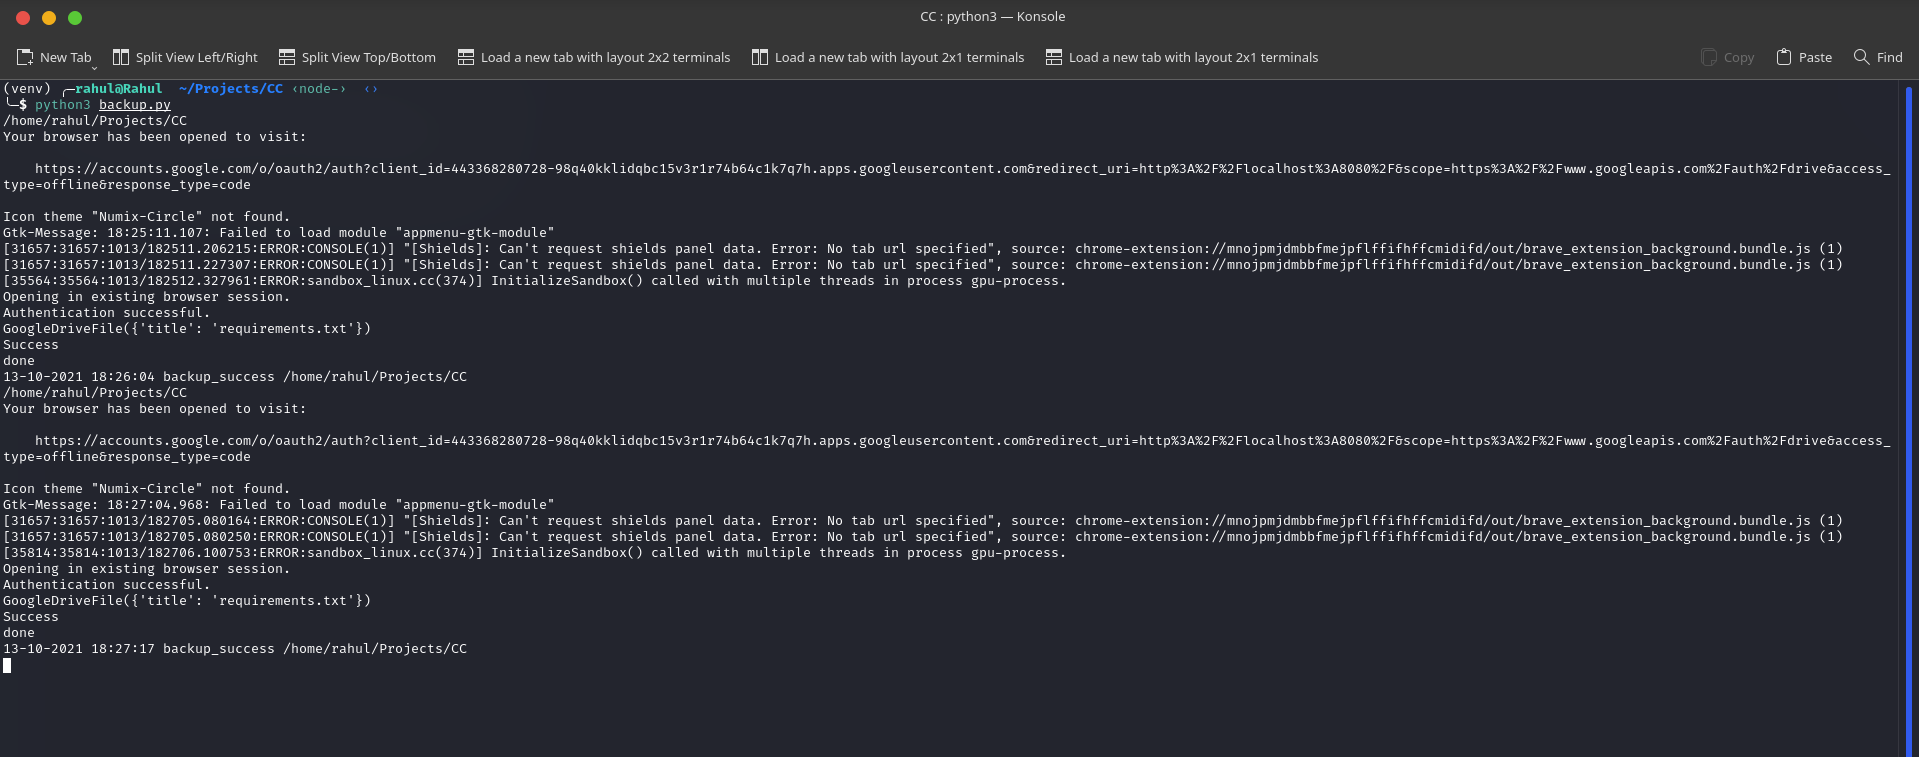 CC : python3 — Konsole
New Tab Split View Left/Right Split View Top/Bottom Load a new tab with layout 2x2 terminals Load a new tab with layout 2x1 terminals Load a new tab with layout 2x1 terminals Copy Paste Find
(venv) ╭─rahul@Rahul ~/Projects/CC ‹node-› ‹›
╰─$ python3 backup.py
/home/rahul/Projects/CC
Your browser has been opened to visit:
https://accounts.google.com/o/oauth2/auth?client_id=443368280728-98q40kklidqbc15v3r1r74b64c1k7q7h.apps.googleusercontent.com&redirect_uri=http%3A%2F%2Flocalhost%3A8080%2F&scope=https%3A%2F%2Fwww.googleapis.com%2Fauth%2Fdrive&access_
type=offline&response_type=code
Icon theme "Numix-Circle" not found.
Gtk-Message: 18:25:11.107: Failed to load module "appmenu-gtk-module"
[31657:31657:1013/182511.206215:ERROR:CONSOLE(1)] "[Shields]: Can't request shields panel data. Error: No tab url specified", source: chrome-extension://mnojpmjdmbbfmejpflffifhffcmidifd/out/brave_extension_background.bundle.js (1)
[31657:31657:1013/182511.227307:ERROR:CONSOLE(1)] "[Shields]: Can't request shields panel data. Error: No tab url specified", source: chrome-extension://mnojpmjdmbbfmejpflffifhffcmidifd/out/brave_extension_background.bundle.js (1)
[35564:35564:1013/182512.327961:ERROR:sandbox_linux.cc(374)] InitializeSandbox() called with multiple threads in process gpu-process.
Opening in existing browser session.
Authentication successful.
GoogleDriveFile({'title': 'requirements.txt'})
Success
done
13-10-2021 18:26:04 backup_success /home/rahul/Projects/CC
/home/rahul/Projects/CC
Your browser has been opened to visit:
https://accounts.google.com/o/oauth2/auth?client_id=443368280728-98q40kklidqbc15v3r1r74b64c1k7q7h.apps.googleusercontent.com&redirect_uri=http%3A%2F%2Flocalhost%3A8080%2F&scope=https%3A%2F%2Fwww.googleapis.com%2Fauth%2Fdrive&access_
type=offline&response_type=code
Icon theme "Numix-Circle" not found.
Gtk-Message: 18:27:04.968: Failed to load module "appmenu-gtk-module"
[31657:31657:1013/182705.080164:ERROR:CONSOLE(1)] "[Shields]: Can't request shields panel data. Error: No tab url specified", source: chrome-extension://mnojpmjdmbbfmejpflffifhffcmidifd/out/brave_extension_background.bundle.js (1)
[31657:31657:1013/182705.080250:ERROR:CONSOLE(1)] "[Shields]: Can't request shields panel data. Error: No tab url specified", source: chrome-extension://mnojpmjdmbbfmejpflffifhffcmidifd/out/brave_extension_background.bundle.js (1)
[35814:35814:1013/182706.100753:ERROR:sandbox_linux.cc(374)] InitializeSandbox() called with multiple threads in process gpu-process.
Opening in existing browser session.
Authentication successful.
GoogleDriveFile({'title': 'requirements.txt'})
Success
done
13-10-2021 18:27:17 backup_success /home/rahul/Projects/CC